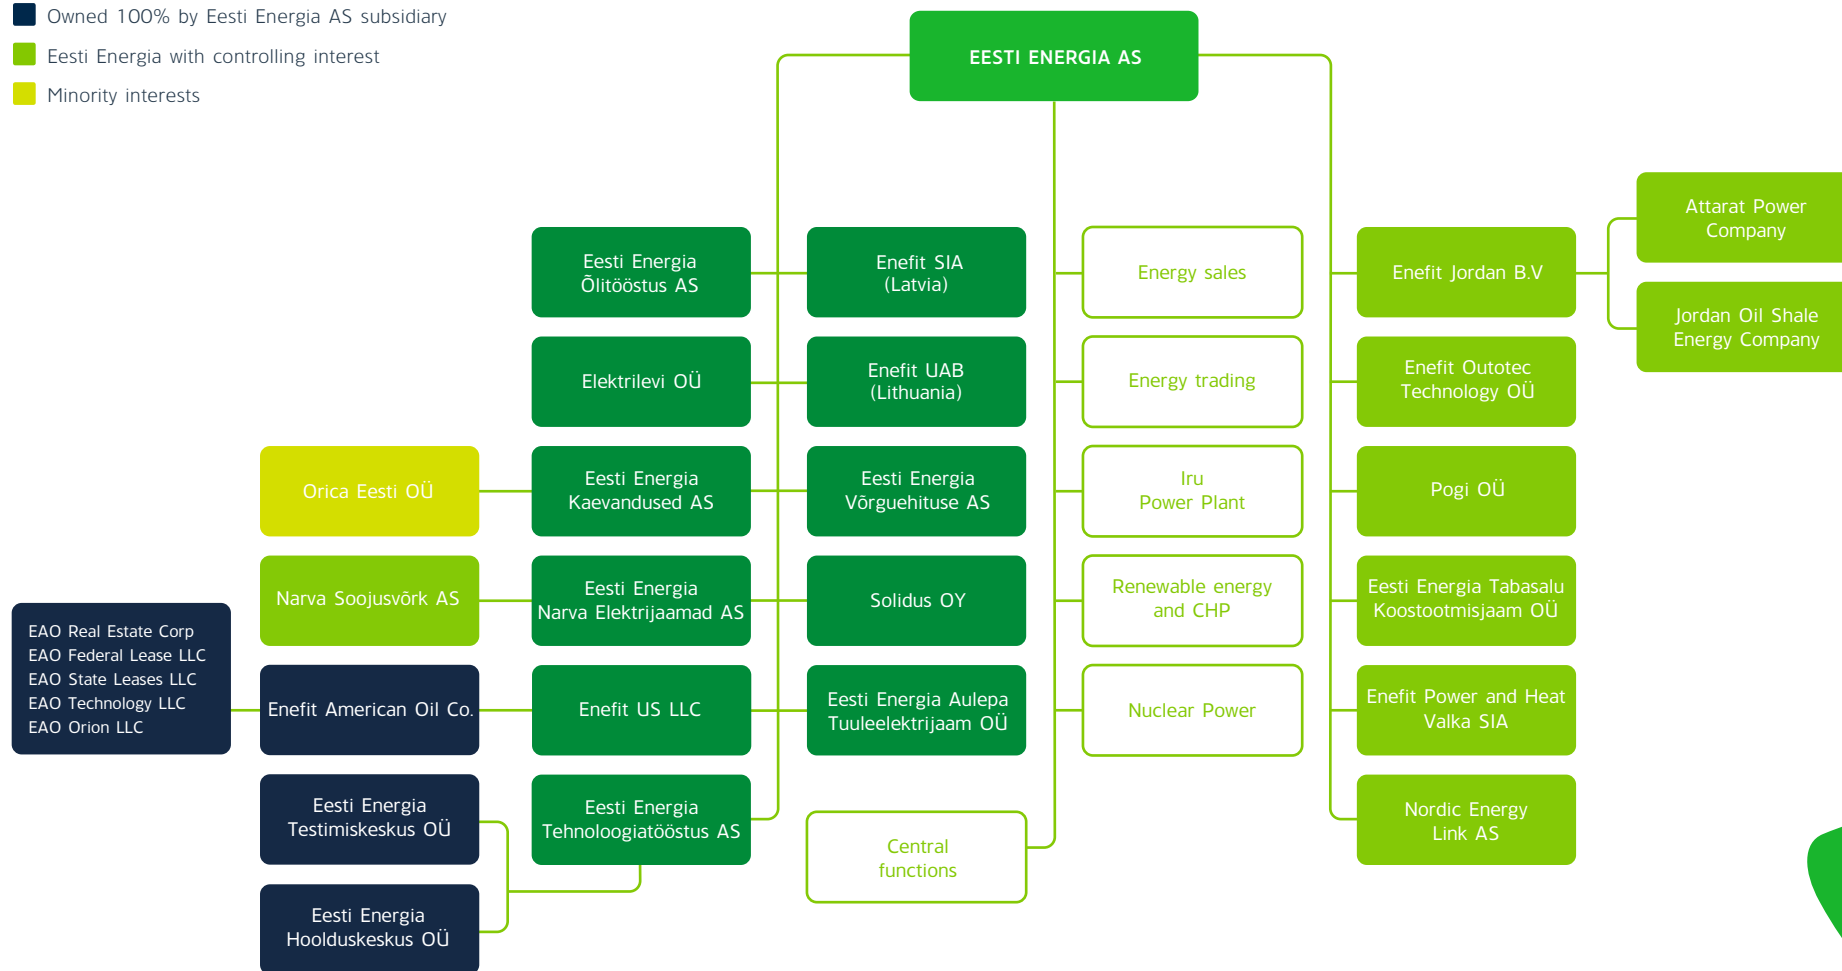 Owned 100% by Eesti Energia AS subsidiary
Eesti Energia with controlling interest
Minority interests
EESTI ENERGIA AS
Attarat Power
Company
Jordan Oil Shale
Energy Company
Eesti Energia
Õlitööstus AS
Enefit SIA
(Latvia)
Energy sales
Enefit Jordan B.V
Elektrilevi OÜ
Enefit UAB
(Lithuania)
Energy trading
Enefit Outotec
Technology OÜ
Orica Eesti OÜ
Eesti Energia
Kaevandused AS
Eesti Energia
Võrguehituse AS
Iru
Power Plant
Pogi OÜ
Narva Soojusvõrk AS
Eesti Energia
Narva Elektrijaamad AS
Solidus OY
Renewable energy
and CHP
Eesti Energia Tabasalu
Koostootmisjaam OÜ
EAO Real Estate Corp
EAO Federal Lease LLC
EAO State Leases LLC
EAO Technology LLC
EAO Orion LLC
Enefit American Oil Co.
Enefit US LLC
Eesti Energia Aulepa
Tuuleelektrijaam OÜ
Nuclear Power
Enefit Power and Heat
Valka SIA
Eesti Energia
Testimiskeskus OÜ
Eesti Energia
Tehnoloogiatööstus AS
Central
functions
Nordic Energy
Link AS
Eesti Energia
Hoolduskeskus OÜ